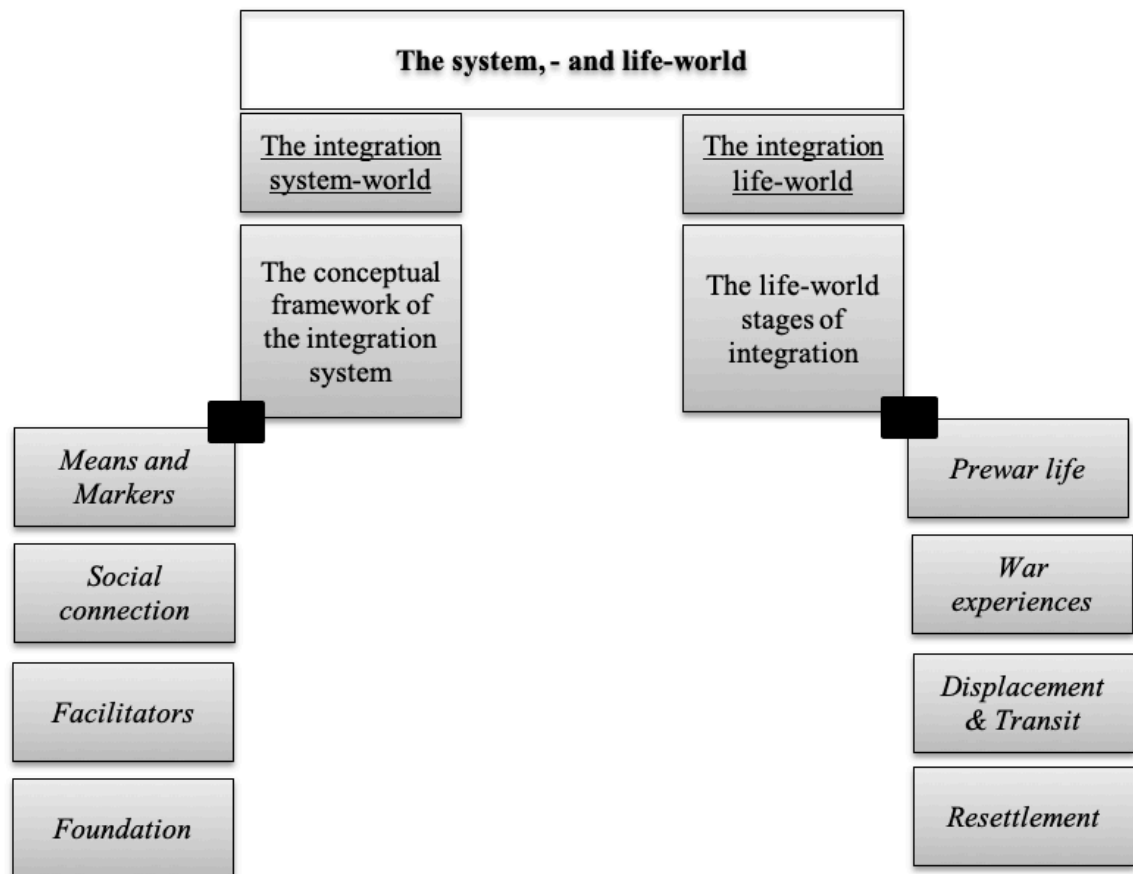 The system, - and life-world
The integration
system-world
The conceptual
framework of
the integration
system
Means and
Markers
Social
connection
Facilitators
Foundation
The integration
life-world
The life-world
stages of
integration
Prewar life
War
experiences
Displacement
& Transit
Resettlement